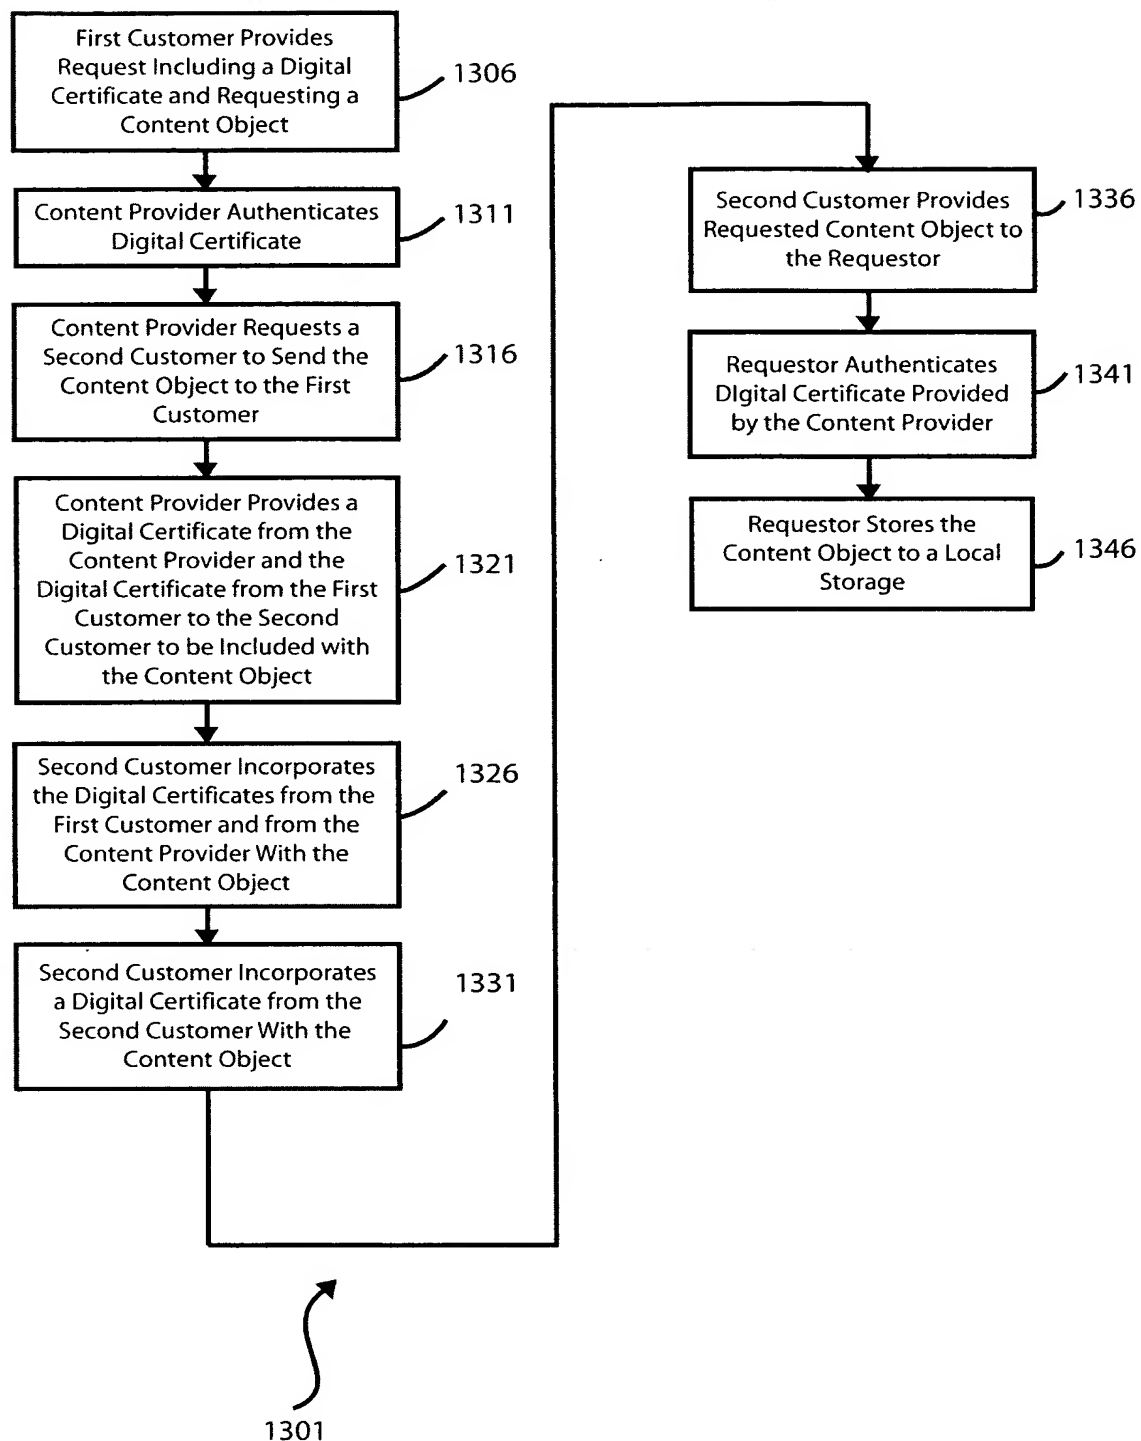 First Customer Provides
Request Including a Digital
Certificate and Requesting a
Content Object
1306
Content Provider Authenticates
Digital Certificate
1311
Content Provider Requests a
Second Customer to Send the
Content Object to the First
Customer
1316
Content Provider Provides a
Digital Certificate from the
Content Provider and the
Digital Certificate from the First
Customer to the Second
Customer to be Included with
the Content Object
1321
Second Customer Incorporates
the Digital Certificates from the
First Customer and from the
Content Provider With the
Content Object
1326
Second Customer Incorporates
a Digital Certificate from the
Second Customer With the
Content Object
1331
Second Customer Provides
Requested Content Object to
the Requestor
1336
Requestor Authenticates
DIgital Certificate Provided
by the Content Provider
1341
Requestor Stores the
Content Object to a Local
Storage
1346
1301